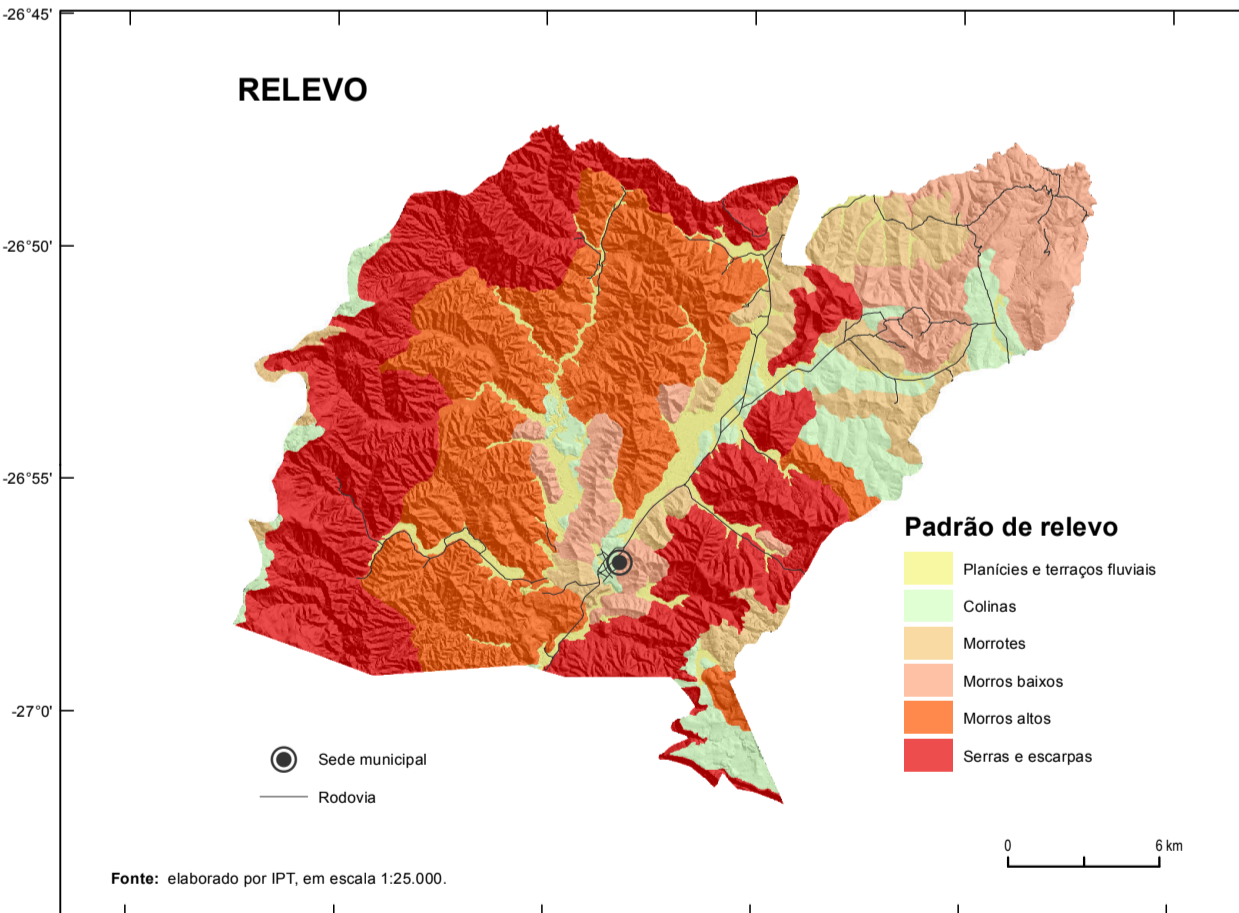 -26°45'
RELEVO
-26°50'
-26°55'
Padrão de relevo
Planícies e terraços fluviais
Colinas
Morrotes
Morros baixos
-27°0'
Morros altos
Sede municipal
Serras e escarpas
Rodovia
0 6 km
Fonte: elaborado por IPT, em escala 1:25.000.